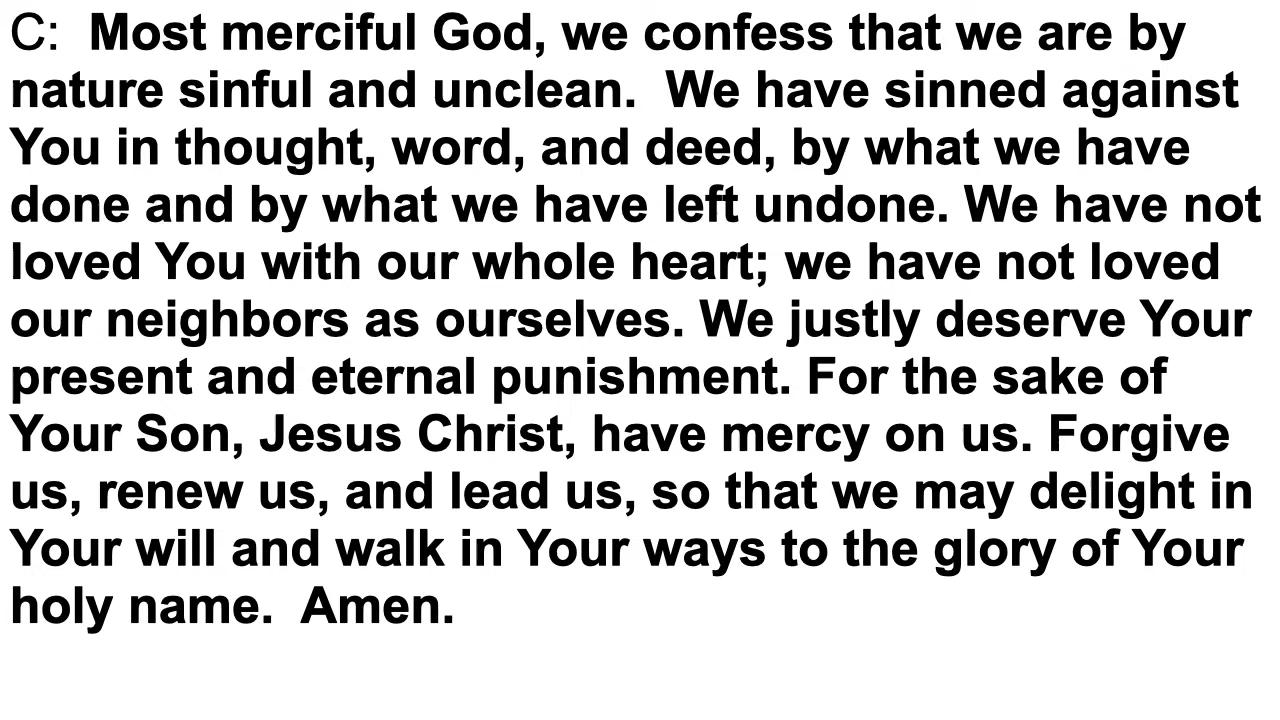 C:  Most merciful God, we confess that we are by
nature sinful and unclean.  We have sinned against
You in thought, word, and deed, by what we have
done and by what we have left undone. We have not
loved You with our whole heart; we have not loved
our neighbors as ourselves. We justly deserve Your
present and eternal punishment. For the sake of
Your Son, Jesus Christ, have mercy on us. Forgive
us, renew us, and lead us, so that we may delight in
Your will and walk in Your ways to the glory of Your
holy name.  Amen.